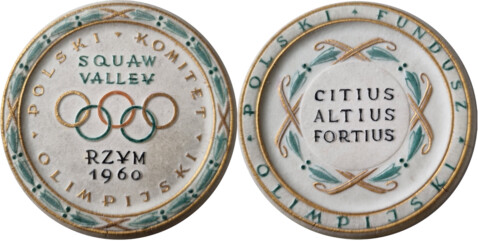 POLSKI KOMITET OLIMPIJSKI
SQUAW
VALLEY
RZYM
1960
POLSKI FUNDUSZ OLIMPIJSKI
CITIUS
ALTIUS
FORTIUS